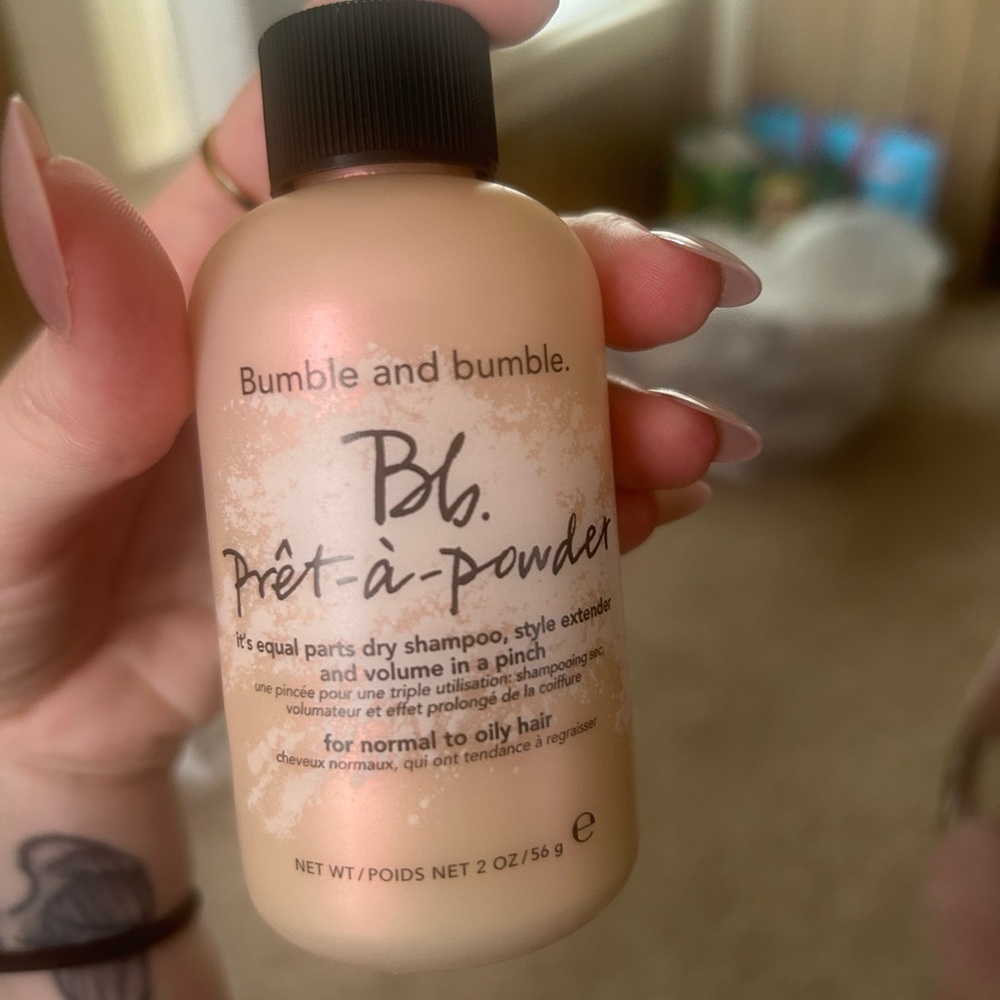 Bumble and bumble.
Bb.
Prêt-à-powder
it's equal parts dry shampoo, style extender
and volume in a pinch
une pincée pour une triple utilisation: shampooing sec,
volumateur et effet prolongé de la coiffure
for normal to oily hair
cheveux normaux, qui ont tendance à regraisser
NET WT/POIDS NET 2 OZ/56 g e